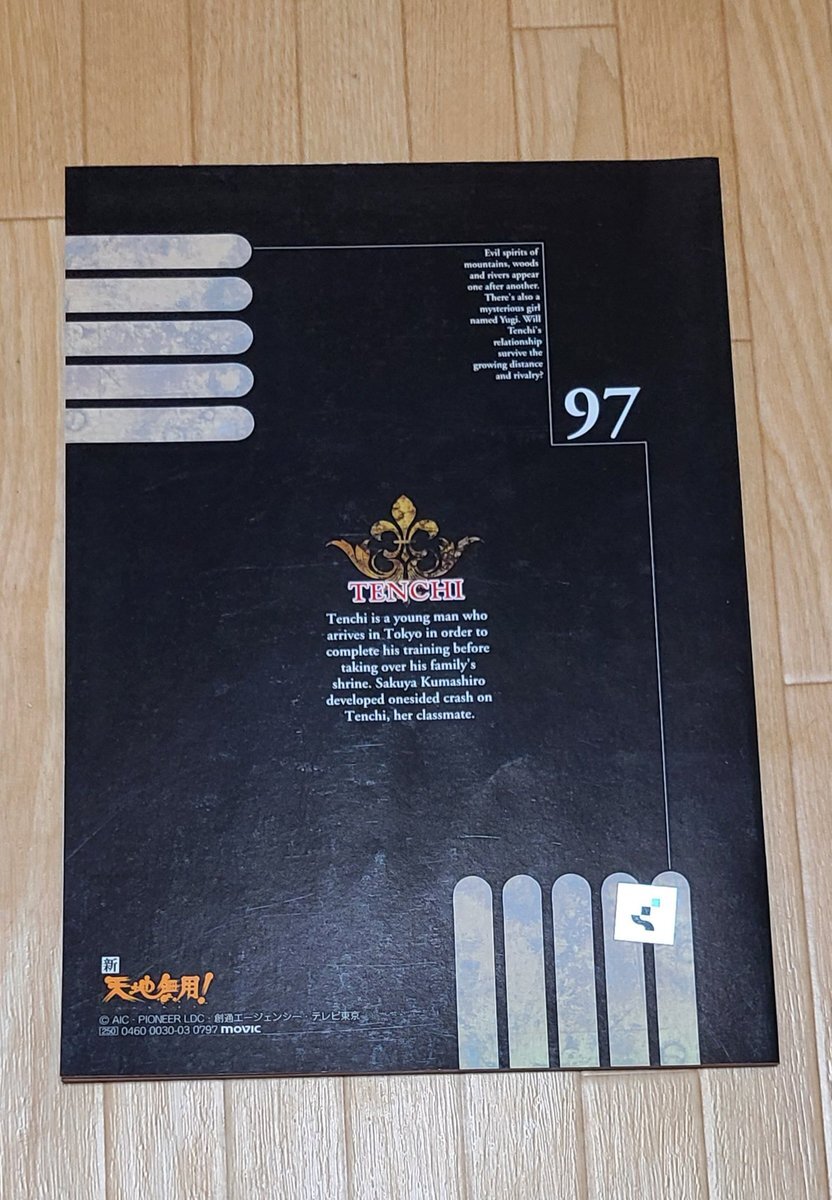 Evil spirits of
mountains, woods
and rivers appear
one after another.
There's also a
mysterious girl
named Yugi. Will
Tenchi's
relationship
survive the
growing distance
and rivalry?
97
TENCHI
Tenchi is a young man who
arrives in Tokyo in order to
complete his training before
taking over his family's
shrine. Sakuya Kumashiro
developed onesided crash on
Tenchi, her classmate.
新
天地無用!
© AIC・PIONEER LDC・創通エージェンシー・テレビ東京
250 0460 0030-03 0797 movic